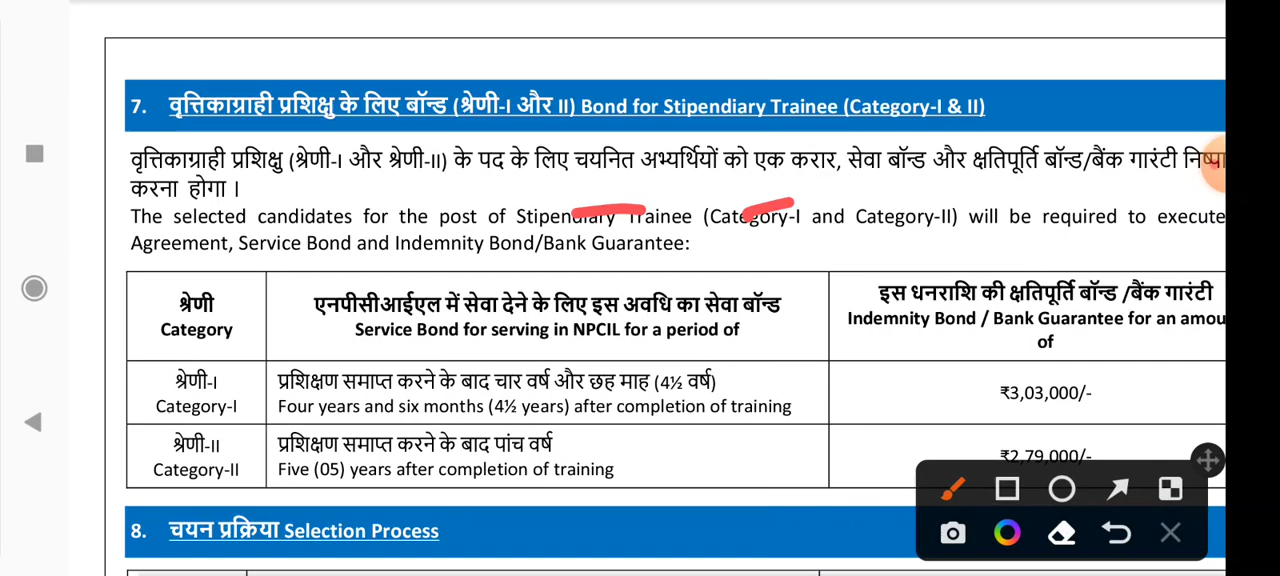 7. वृत्तिकाग्राही प्रशिक्षु के लिए बॉन्ड (श्रेणी-I और II) Bond for Stipendiary Trainee (Category-I & II)
वृत्तिकाग्राही प्रशिक्षु (श्रेणी-I और श्रेणी-II) के पद के लिए चयनित अभ्यर्थियों को एक करार, सेवा बॉन्ड और क्षतिपूर्ति बॉन्ड/बैंक गारंटी
करना होगा ।
The selected candidates for the post of Stipendiary Trainee (Category-I and Category-II) will be required to execute
Agreement, Service Bond and Indemnity Bond/Bank Guarantee:
श्रेणी
Category
एनपीसीआईएल में सेवा देने के लिए इस अवधि का सेवा बॉन्ड
Service Bond for serving in NPCIL for a period of
इस धनराशि की क्षतिपूर्ति बॉन्ड /बैंक गारंटी
Indemnity Bond / Bank Guarantee for an amou
of
श्रेणी-I
Category-I
प्रशिक्षण समाप्त करने के बाद चार वर्ष और छह माह (4½ वर्ष)
Four years and six months (4½ years) after completion of training
₹3,03,000/-
श्रेणी-II
Category-II
प्रशिक्षण समाप्त करने के बाद पांच वर्ष
Five (05) years after completion of training
₹2,79,000/-
8. चयन प्रक्रिया Selection Process